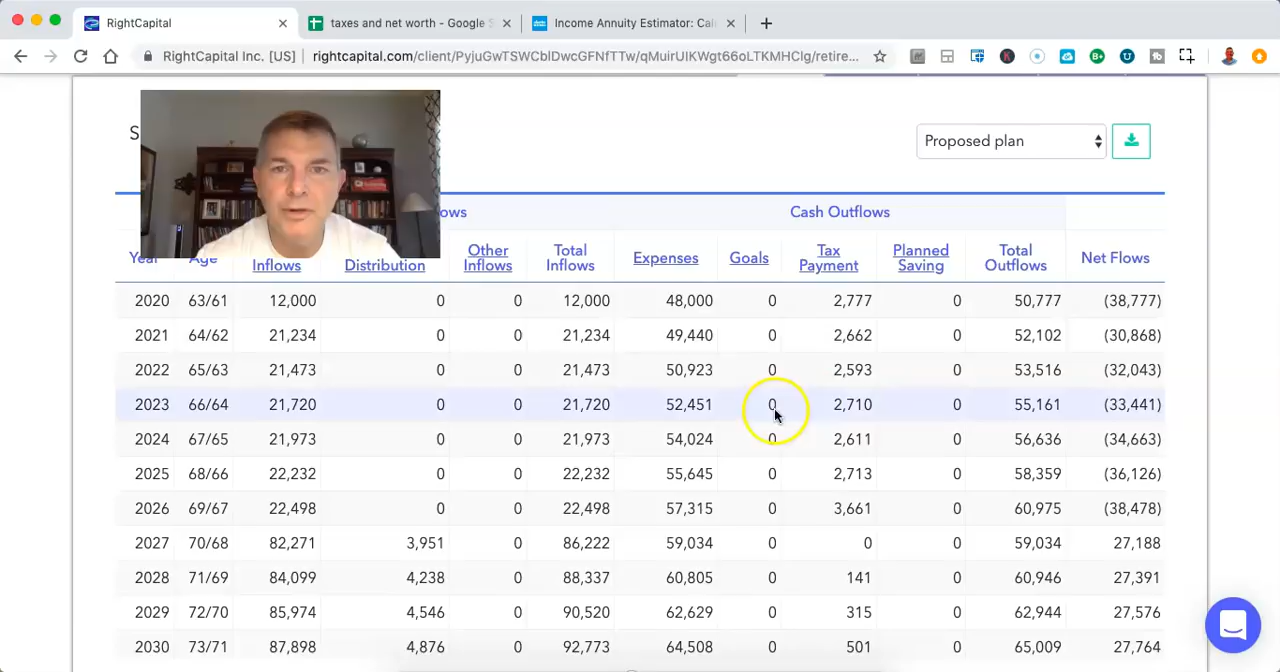 RightCapital
taxes and net worth - Google S
Income Annuity Estimator: Cal
RightCapital Inc. [US]
rightcapital.com/client/PyjuGwTSWCblDwcGFNfTTw/qMuirUIKWgt66oLTKMHClg/retire...
S
Proposed plan
ows
Cash Outflows
Year Age Inflows Distribution Other Inflows Total Inflows Expenses Goals Tax Payment Planned Saving Total Outflows Net Flows
2020 63/61 12,000 0 0 12,000 48,000 0 2,777 0 50,777 (38,777)
2021 64/62 21,234 0 0 21,234 49,440 0 2,662 0 52,102 (30,868)
2022 65/63 21,473 0 0 21,473 50,923 0 2,593 0 53,516 (32,043)
2023 66/64 21,720 0 0 21,720 52,451 0 2,710 0 55,161 (33,441)
2024 67/65 21,973 0 0 21,973 54,024 0 2,611 0 56,636 (34,663)
2025 68/66 22,232 0 0 22,232 55,645 0 2,713 0 58,359 (36,126)
2026 69/67 22,498 0 0 22,498 57,315 0 3,661 0 60,975 (38,478)
2027 70/68 82,271 3,951 0 86,222 59,034 0 0 0 59,034 27,188
2028 71/69 84,099 4,238 0 88,337 60,805 0 141 0 60,946 27,391
2029 72/70 85,974 4,546 0 90,520 62,629 0 315 0 62,944 27,576
2030 73/71 87,898 4,876 0 92,773 64,508 0 501 0 65,009 27,764